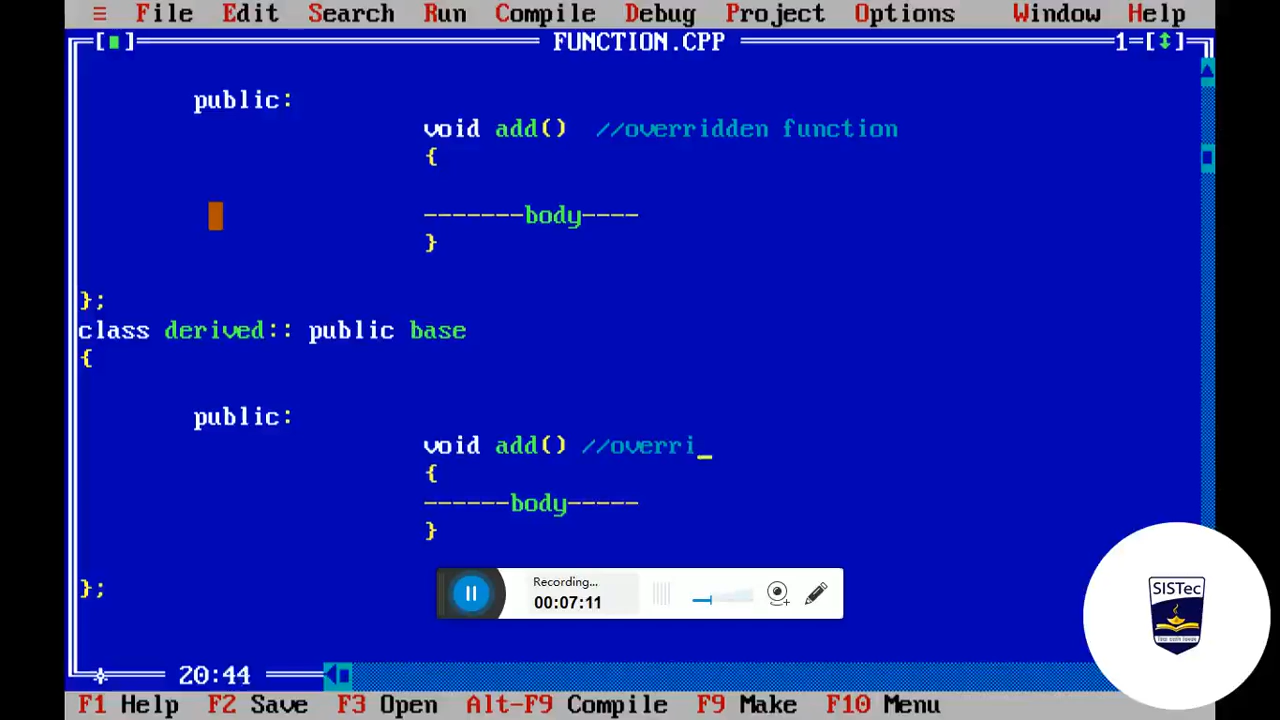 ≡ File Edit Search Run Compile Debug Project Options Window Help
[■] FUNCTION.CPP 1=[↕]
public:
void add() //overridden function
{
-------body----
}
};
class derived:: public base
{
public:
void add() //overri_
{
------body-----
}
};
Recording...
00:07:11
SISTec
20:44
F1 Help F2 Save F3 Open Alt-F9 Compile F9 Make F10 Menu